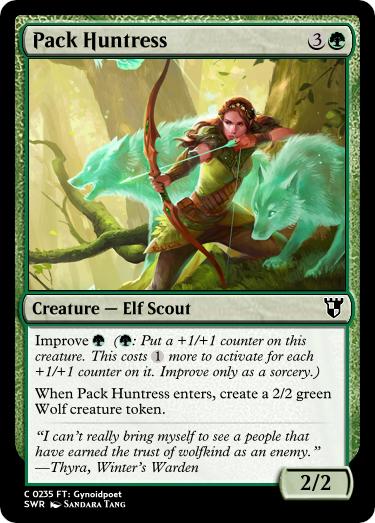 Pack Huntress 3
Creature — Elf Scout
Improve (: Put a +1/+1 counter on this
creature. This costs 1 more to activate for each
+1/+1 counter on it. Improve only as a sorcery.)
When Pack Huntress enters, create a 2/2 green
Wolf creature token.
“I can’t really bring myself to see a people that
have earned the trust of wolfkind as an enemy.”
—Thyra, Winter’s Warden
2/2
C 0235 FT: Gynoidpoet
SWR SANDARA TANG